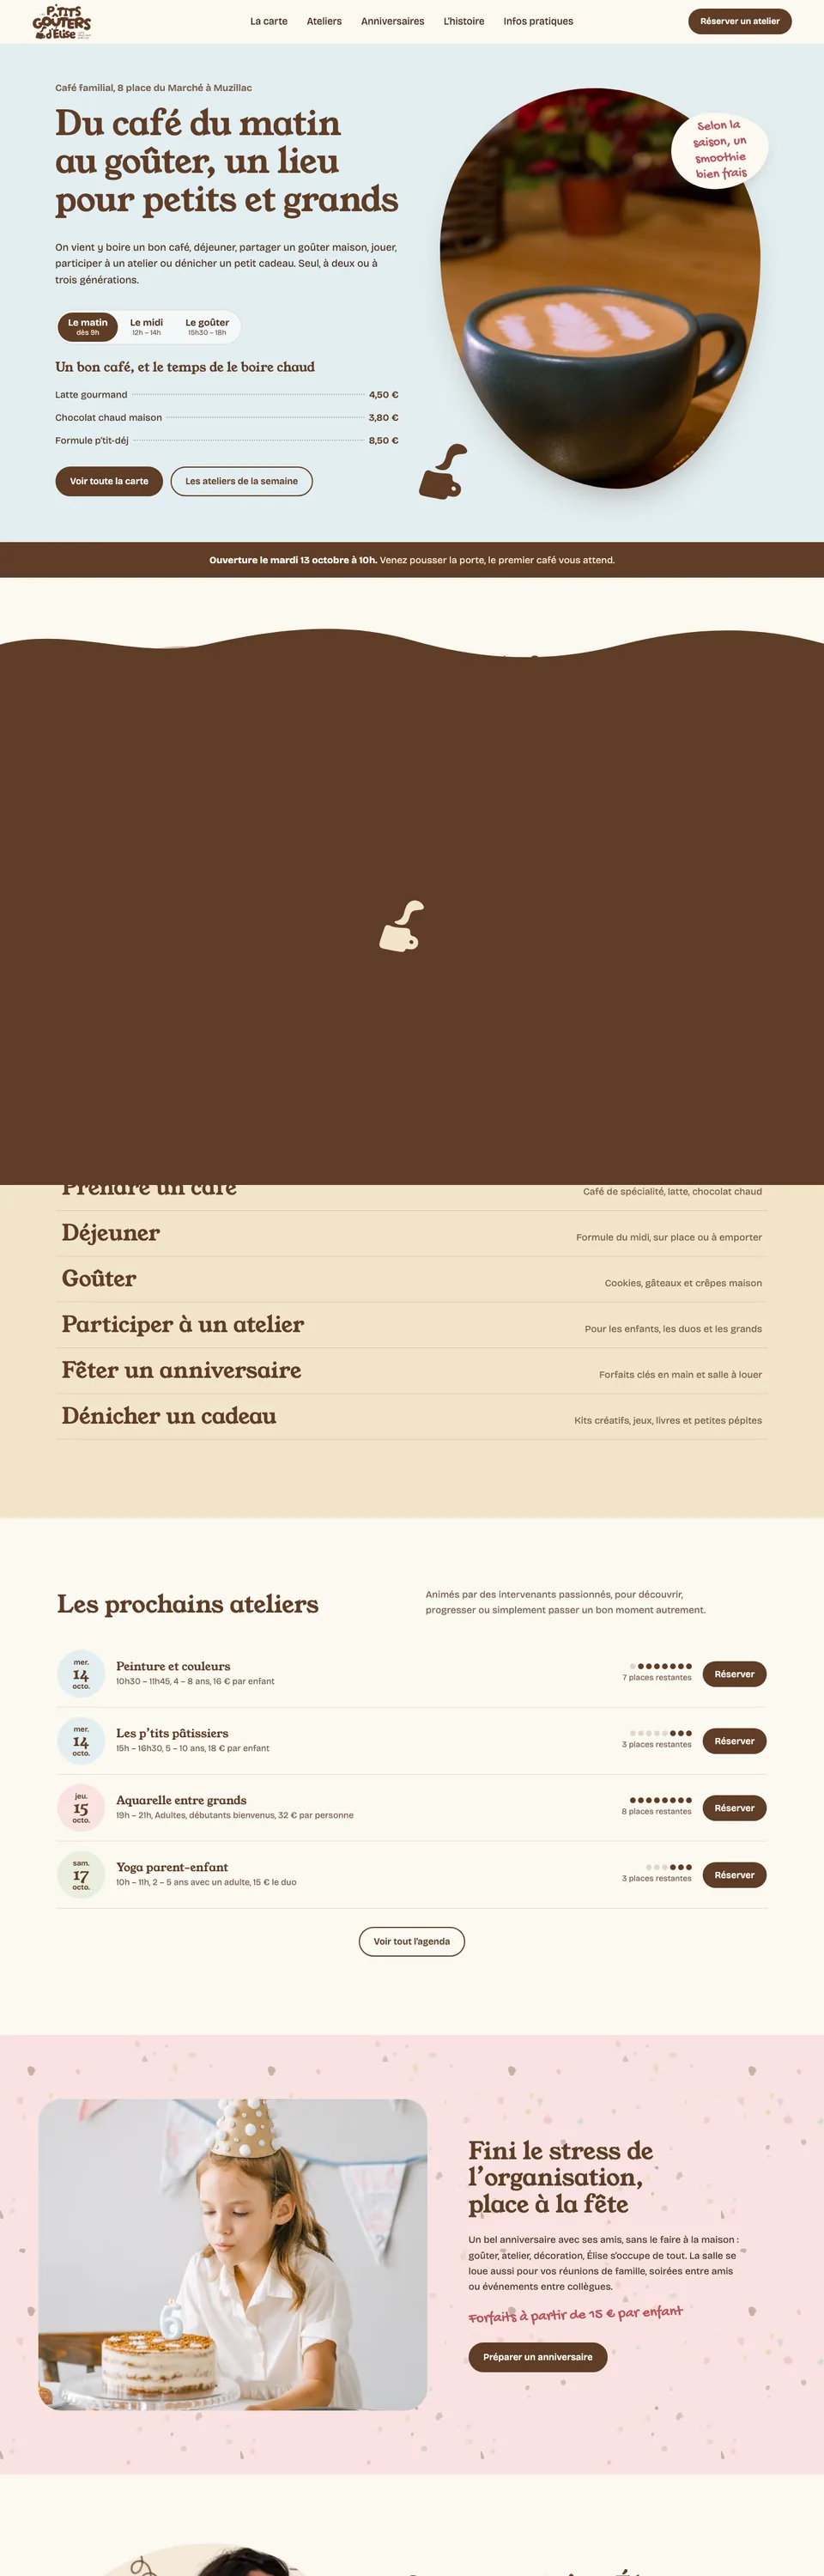 P'TITS
GOÛTERS
d'Élise
La carte
Ateliers
Anniversaires
L'histoire
Infos pratiques
Réserver un atelier
Café familial, 8 place du Marché à Muzillac
Du café du matin
au goûter, un lieu
pour petits et grands
Selon la
saison, un
smoothie
bien frais
On vient y boire un bon café, déjeuner, partager un goûter maison, jouer,
participer à un atelier ou dénicher un petit cadeau. Seul, à deux ou à
trois générations.
Le matin
dès 9h
Le midi
12h – 14h
Le goûter
15h30 – 18h
Un bon café, et le temps de le boire chaud
Latte gourmand 4,50 €
Chocolat chaud maison 3,80 €
Formule p'tit-déj 8,50 €
Voir toute la carte
Les ateliers de la semaine
Ouverture le mardi 13 octobre à 10h. Venez pousser la porte, le premier café vous attend.
Prendre un café
Café de spécialité, latte, chocolat chaud
Déjeuner
Formule du midi, sur place ou à emporter
Goûter
Cookies, gâteaux et crêpes maison
Participer à un atelier
Pour les enfants, les duos et les grands
Fêter un anniversaire
Forfaits clés en main et salle à louer
Dénicher un cadeau
Kits créatifs, jeux, livres et petites pépites
Les prochains ateliers
Animés par des intervenants passionnés, pour découvrir,
progresser ou simplement passer un bon moment autrement.
mer.
14
octo.
Peinture et couleurs
10h30 – 11h45, 4 – 8 ans, 16 € par enfant
7 places restantes
Réserver
mer.
14
octo.
Les p'tits pâtissiers
15h – 16h30, 5 – 10 ans, 18 € par enfant
3 places restantes
Réserver
jeu.
15
octo.
Aquarelle entre grands
19h – 21h, Adultes, débutants bienvenus, 32 € par personne
8 places restantes
Réserver
sam.
17
octo.
Yoga parent-enfant
10h – 11h, 2 – 5 ans avec un adulte, 15 € le duo
3 places restantes
Réserver
Voir tout l'agenda
Fini le stress de
l'organisation,
place à la fête
Un bel anniversaire avec ses amis, sans le faire à la maison :
goûter, atelier, décoration, Élise s'occupe de tout. La salle se
loue aussi pour vos réunions de famille, soirées entre amis
ou événements entre collègues.
Forfaits à partir de 15 € par enfant
Préparer un anniversaire